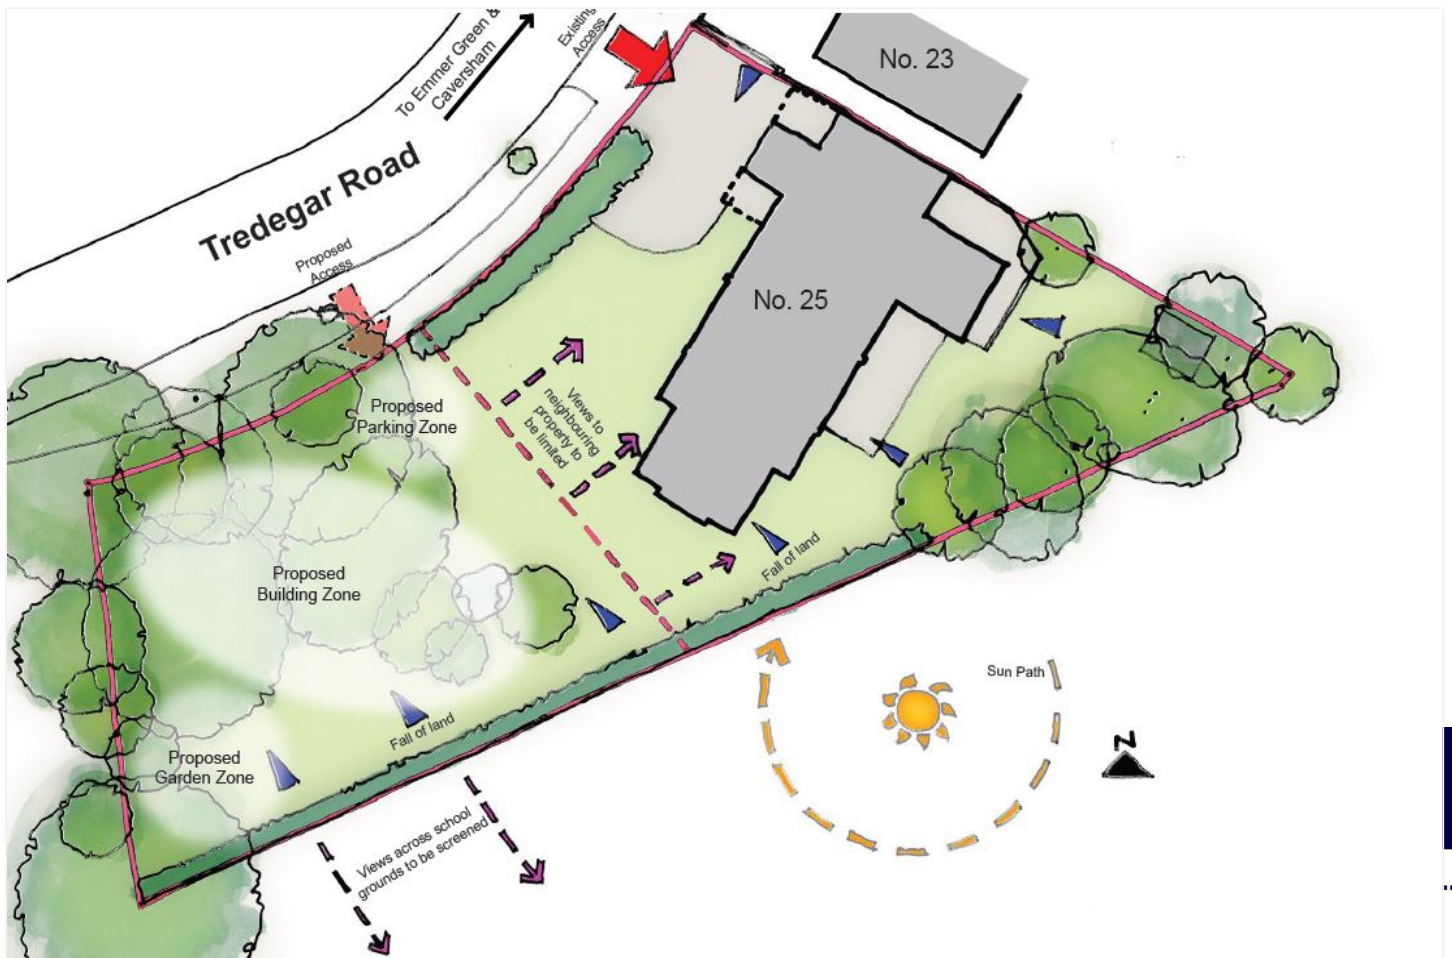 To Emmer Green &
Caversham
Existing
Access
No. 23
Tredegar Road
Proposed
Access
No. 25
Proposed
Parking Zone
Views to
neighbouring
property to
be limited
Proposed
Building Zone
Fall of land
Sun Path
N
Fall of land
Proposed
Garden Zone
Views across school
grounds to be screened